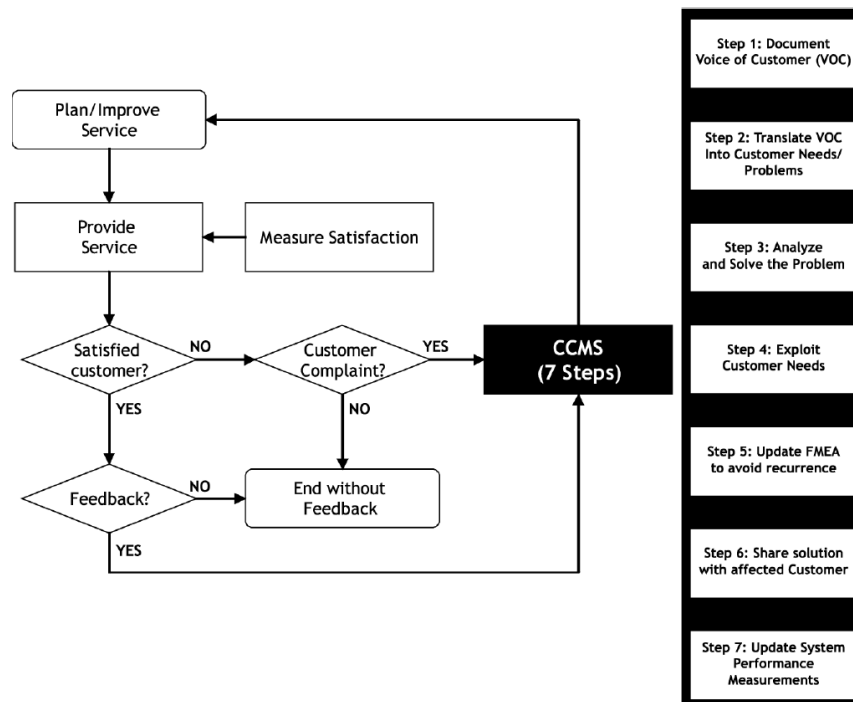 Plan/Improve
Service
Provide
Service
Measure Satisfaction
Satisfied
customer?
NO
Customer
Complaint?
YES
CCMS
(7 Steps)
YES
NO
Feedback?
NO
End without
Feedback
YES
Step 1: Document
Voice of Customer (VOC)
Step 2: Translate VOC
Into Customer Needs/
Problems
Step 3: Analyze
and Solve the Problem
Step 4: Exploit
Customer Needs
Step 5: Update FMEA
to avoid recurrence
Step 6: Share solution
with affected Customer
Step 7: Update System
Performance
Measurements